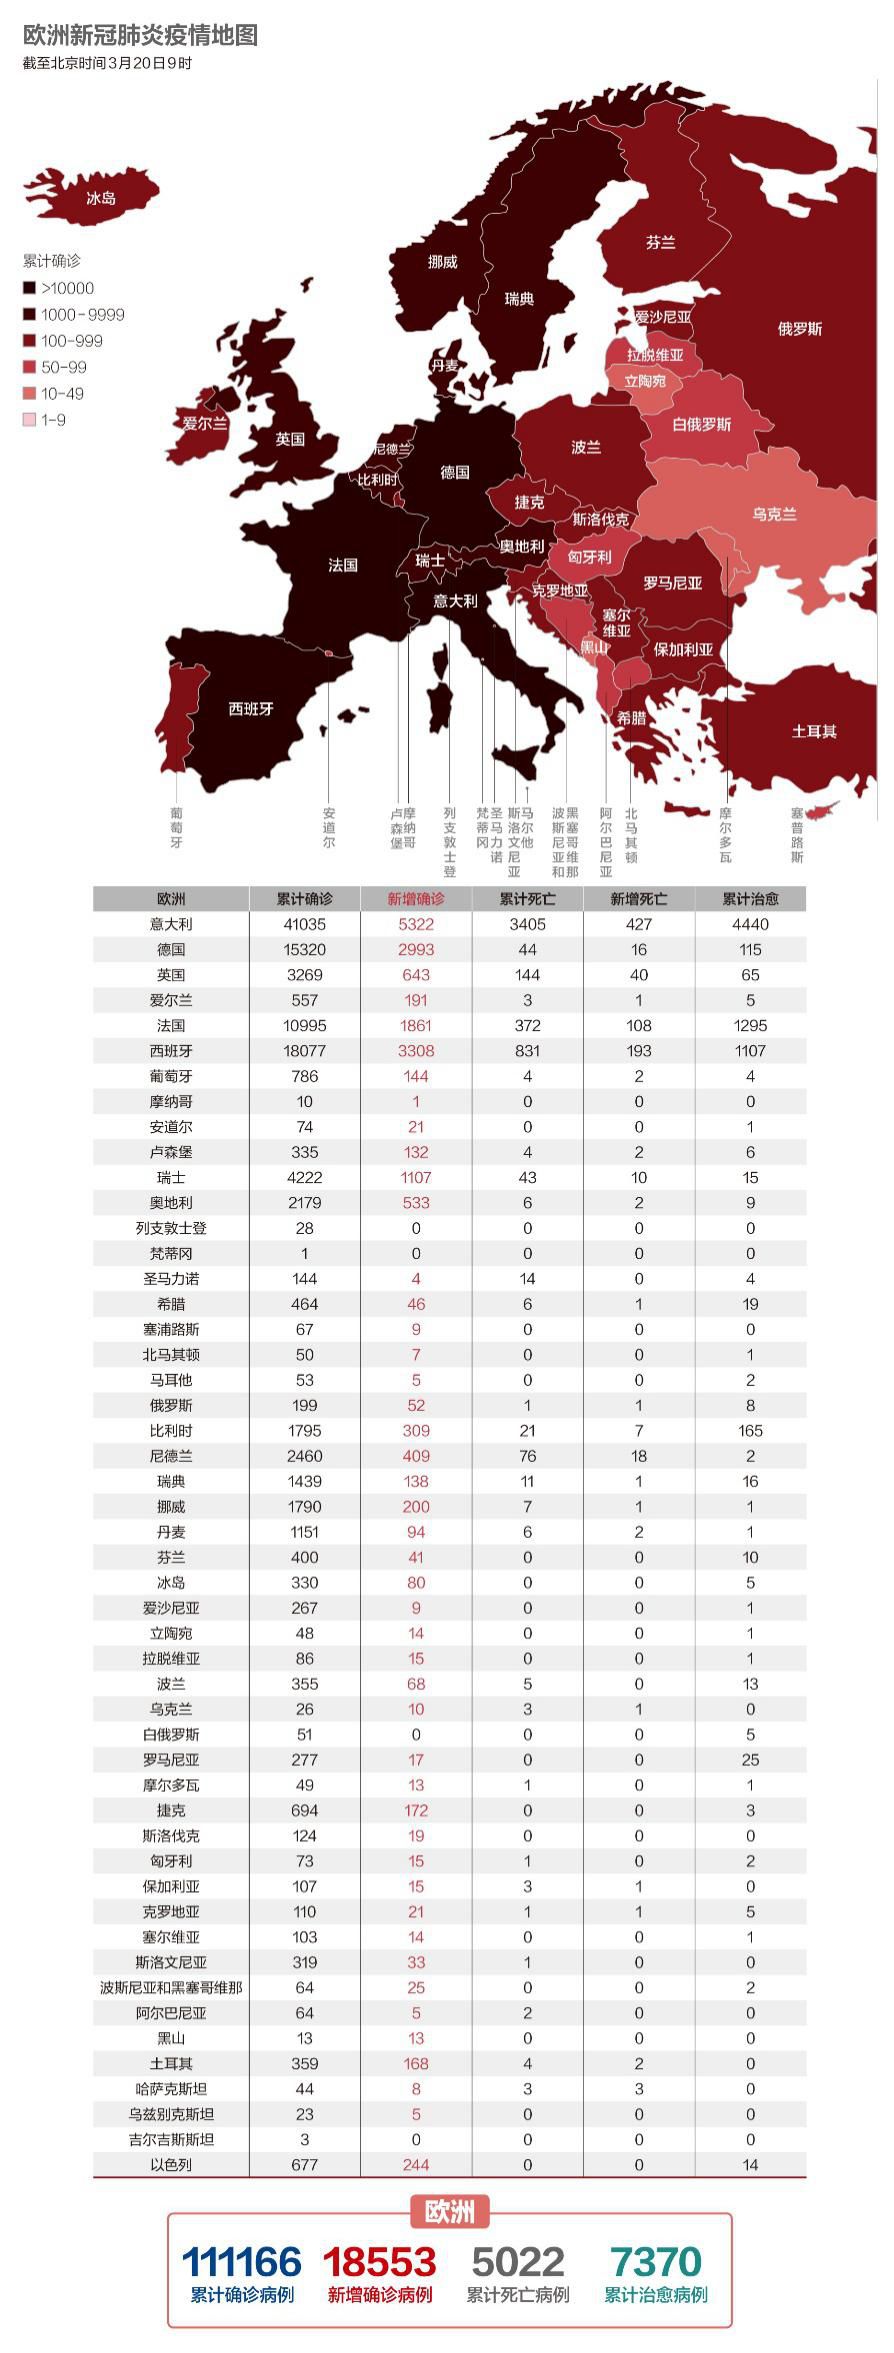 欧洲新冠肺炎疫情地图
截至北京时间3月20日9时
冰岛
挪威
芬兰
瑞典
累计确诊
>10000
1000-9999
100-999
50-99
10-49
1-9
爱沙尼亚
俄罗斯
拉脱维亚
丹麦
立陶宛
爱尔兰
白俄罗斯
英国
尼德兰
波兰
德国
比利时
捷克
乌克兰
斯洛伐克
奥地利
匈牙利
瑞士
法国
罗马尼亚
克罗地亚
意大利
塞尔
维亚
黑山
保加利亚
西班牙
希腊
土耳其
葡萄牙
安道尔
卢森堡
摩纳哥
列支敦士登
梵蒂冈
圣马力诺
斯洛文尼亚
马尔他
波斯尼亚和
黑塞哥维那
阿尔巴尼亚
北马其顿
摩尔多瓦
塞普路斯
欧洲 累计确诊 新增确诊 累计死亡 新增死亡 累计治愈
意大利 41035 5322 3405 427 4440
德国 15320 2993 44 16 115
英国 3269 643 144 40 65
爱尔兰 557 191 3 1 5
法国 10995 1861 372 108 1295
西班牙 18077 3308 831 193 1107
葡萄牙 786 144 4 2 4
摩纳哥 10 1 0 0 0
安道尔 74 21 0 0 1
卢森堡 335 132 4 2 6
瑞士 4222 1107 43 10 15
奥地利 2179 533 6 2 9
列支敦士登 28 0 0 0 0
梵蒂冈 1 0 0 0 0
圣马力诺 144 4 14 0 4
希腊 464 46 6 1 19
塞浦路斯 67 9 0 0 0
北马其顿 50 7 0 0 1
马耳他 53 5 0 0 2
俄罗斯 199 52 1 1 8
比利时 1795 309 21 7 165
尼德兰 2460 409 76 18 2
瑞典 1439 138 11 1 16
挪威 1790 200 7 1 1
丹麦 1151 94 6 2 1
芬兰 400 41 0 0 10
冰岛 330 80 0 0 5
爱沙尼亚 267 9 0 0 1
立陶宛 48 14 0 0 1
拉脱维亚 86 15 0 0 1
波兰 355 68 5 0 13
乌克兰 26 10 3 1 0
白俄罗斯 51 0 0 0 5
罗马尼亚 277 17 0 0 25
摩尔多瓦 49 13 1 0 1
捷克 694 172 0 0 3
斯洛伐克 124 19 0 0 0
匈牙利 73 15 1 0 2
保加利亚 107 15 3 1 0
克罗地亚 110 21 1 1 5
塞尔维亚 103 14 0 0 1
斯洛文尼亚 319 33 1 0 0
波斯尼亚和黑塞哥维那 64 25 0 0 2
阿尔巴尼亚 64 5 2 0 0
黑山 13 13 0 0 0
土耳其 359 168 4 2 0
哈萨克斯坦 44 8 3 3 0
乌兹别克斯坦 23 5 0 0 0
吉尔吉斯斯坦 3 0 0 0 0
以色列 677 244 0 0 14
欧洲
111166 18553 5022 7370
累计确诊病例 新增确诊病例 累计死亡病例 累计治愈病例